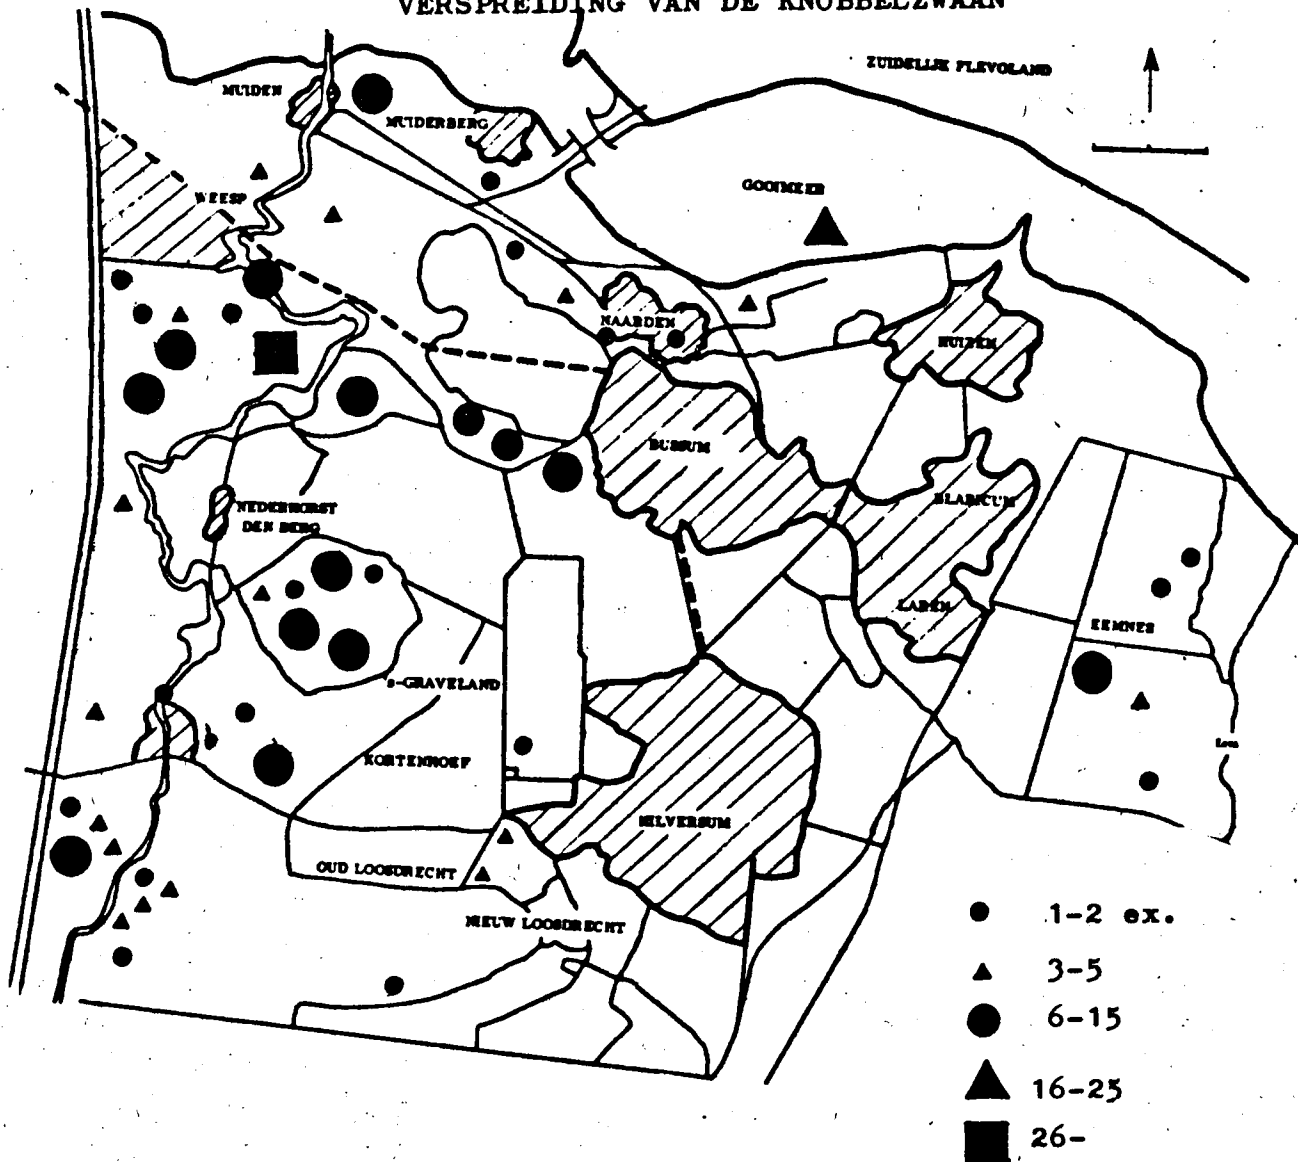 VERSPREIDING VAN DE KNOBBELZWAAN
ZUIDELIJK FLEVOLAND
MUIDEN
MUIDERBERG
WEESP
GOOIMEER
NAARDEN
HUIZEN
BUSSUM
BLARICUM
NEDERHORST
DEN BERG
LAREN
EEMNES
s-GRAVELAND
KORTENHOEF
HILVERSUM
OUD LOOSDRECHT
NIEUW LOOSDRECHT
1-2 ex.
3-5
6-15
16-25
26-